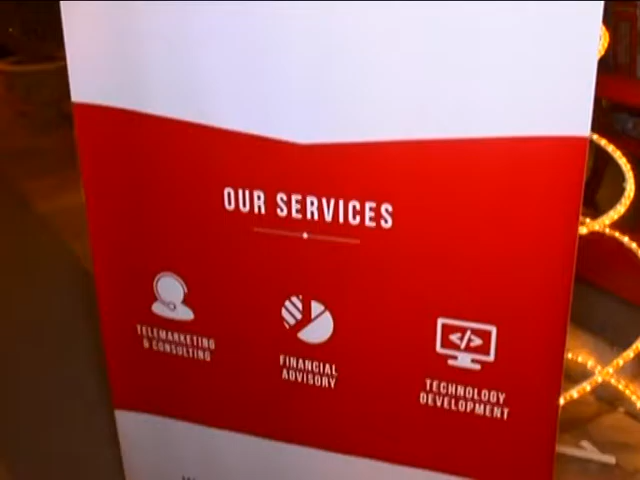 OUR SERVICES
TELEMARKETING
& CONSULTING
FINANCIAL
ADVISORY
</>
TECHNOLOGY
DEVELOPMENT